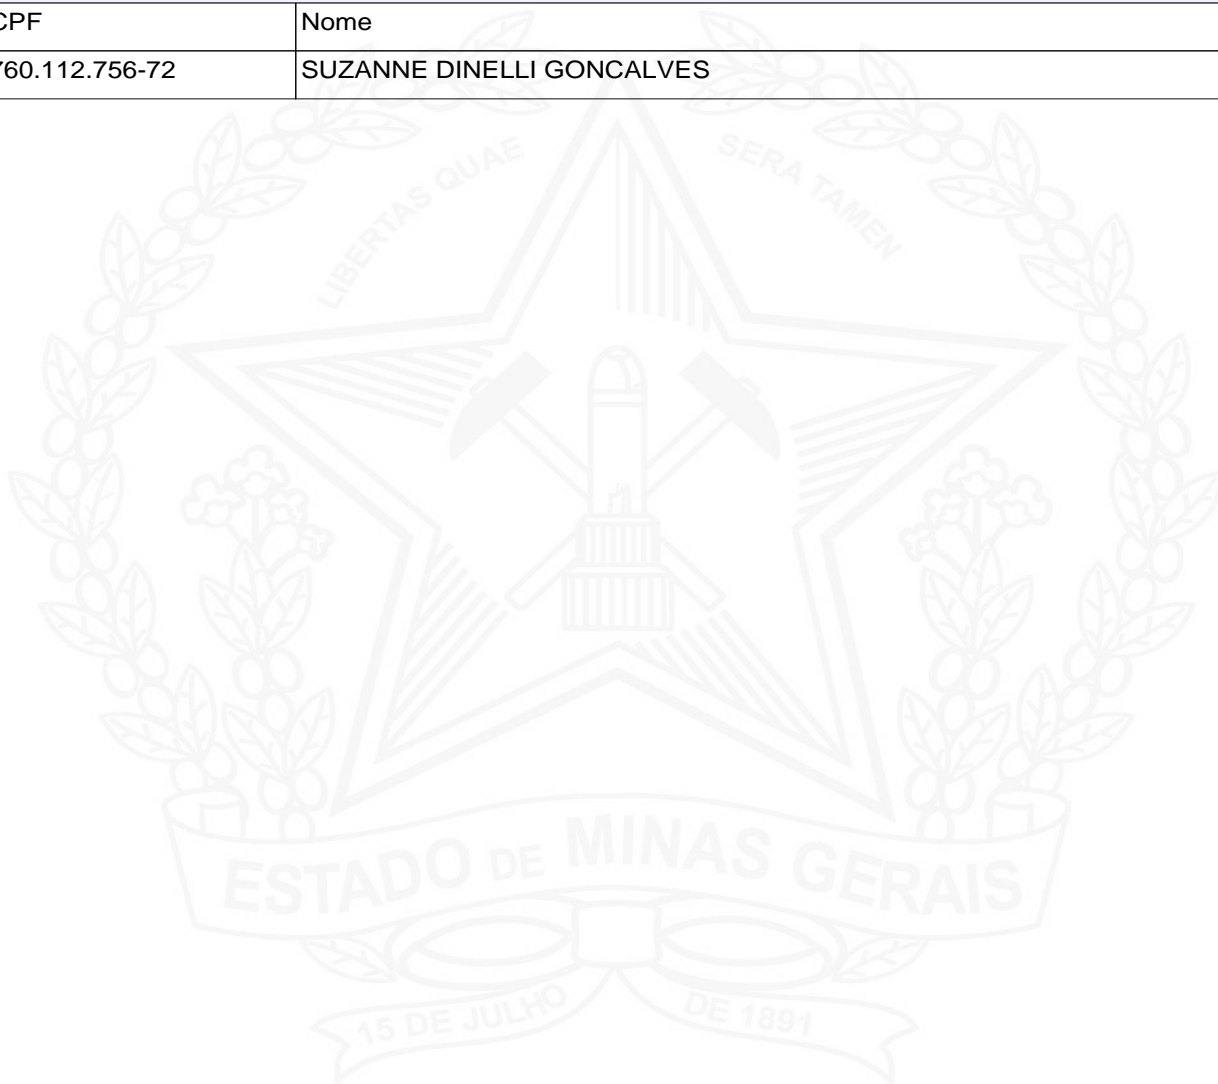 CPF Nome
760.112.756-72 SUZANNE DINELLI GONCALVES
LIBERTAS QUAE SERA TAMEN
ESTADO DE MINAS GERAIS
15 DE JULHO DE 1891